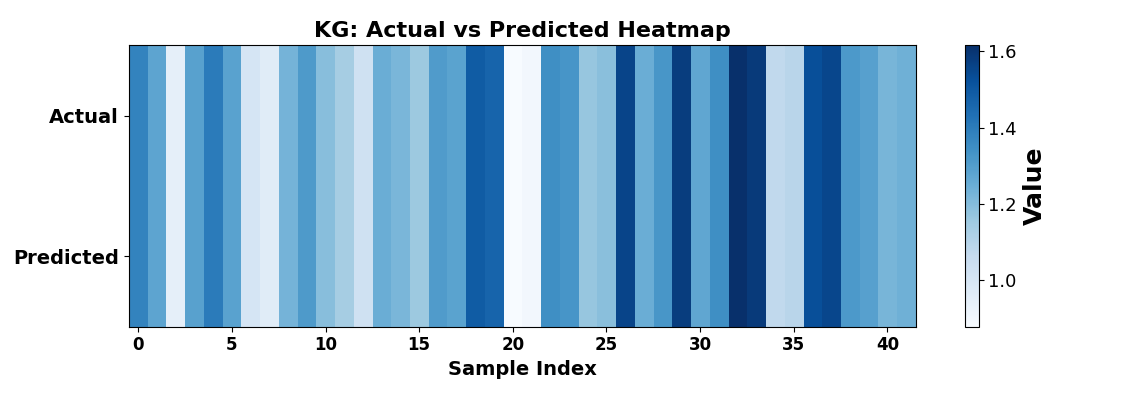 KG: Actual vs Predicted Heatmap
Actual
Predicted
0 5 10 15 20 25 30 35 40
Sample Index
1.6
1.4
1.2
1.0
Value